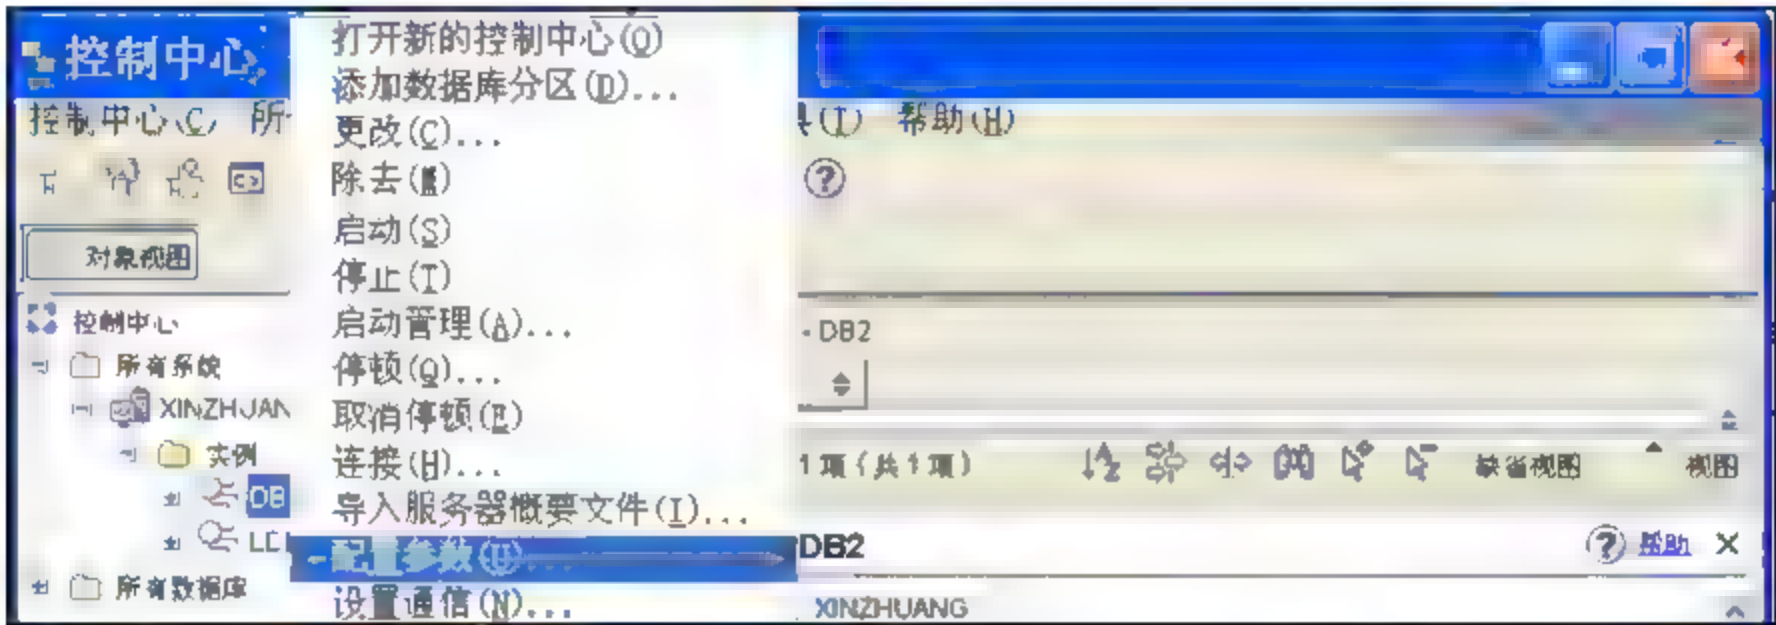 控制中心
控制中心(C) 所
(T) 帮助(H)
对象视图
控制中心
所有系统
XINZHUAN
实例
DB
所有数据库
打开新的控制中心(O)
添加数据库分区(D)...
更改(C)...
除去(M)
启动(S)
停止(T)
启动管理(A)...
停顿(Q)...
取消停顿(E)
连接(H)...
导入服务器概要文件(I)...
配置参数(U)...
设置通信(N)...
- DB2
1 项(共 1 项)
缺省视图 视图
DB2
帮助
XINZHUANG